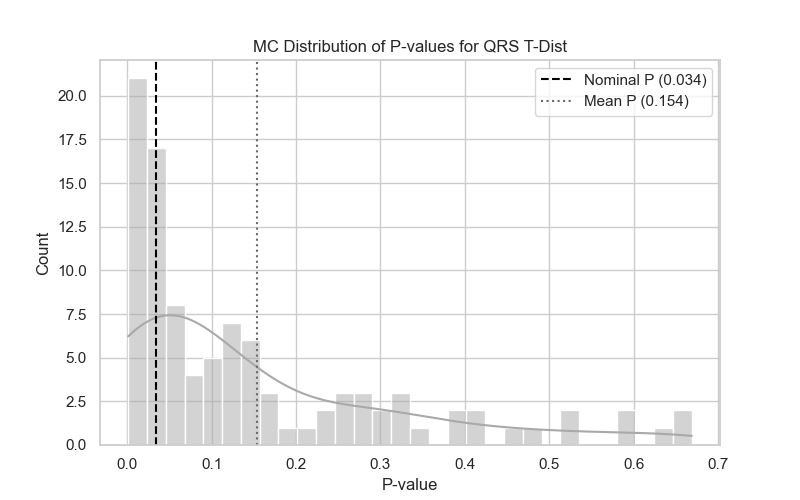 MC Distribution of P-values for QRS T-Dist
Nominal P (0.034)
Mean P (0.154)
20.0
17.5
15.0
12.5
10.0
7.5
5.0
2.5
0.0
Count
0.0 0.1 0.2 0.3 0.4 0.5 0.6 0.7
P-value